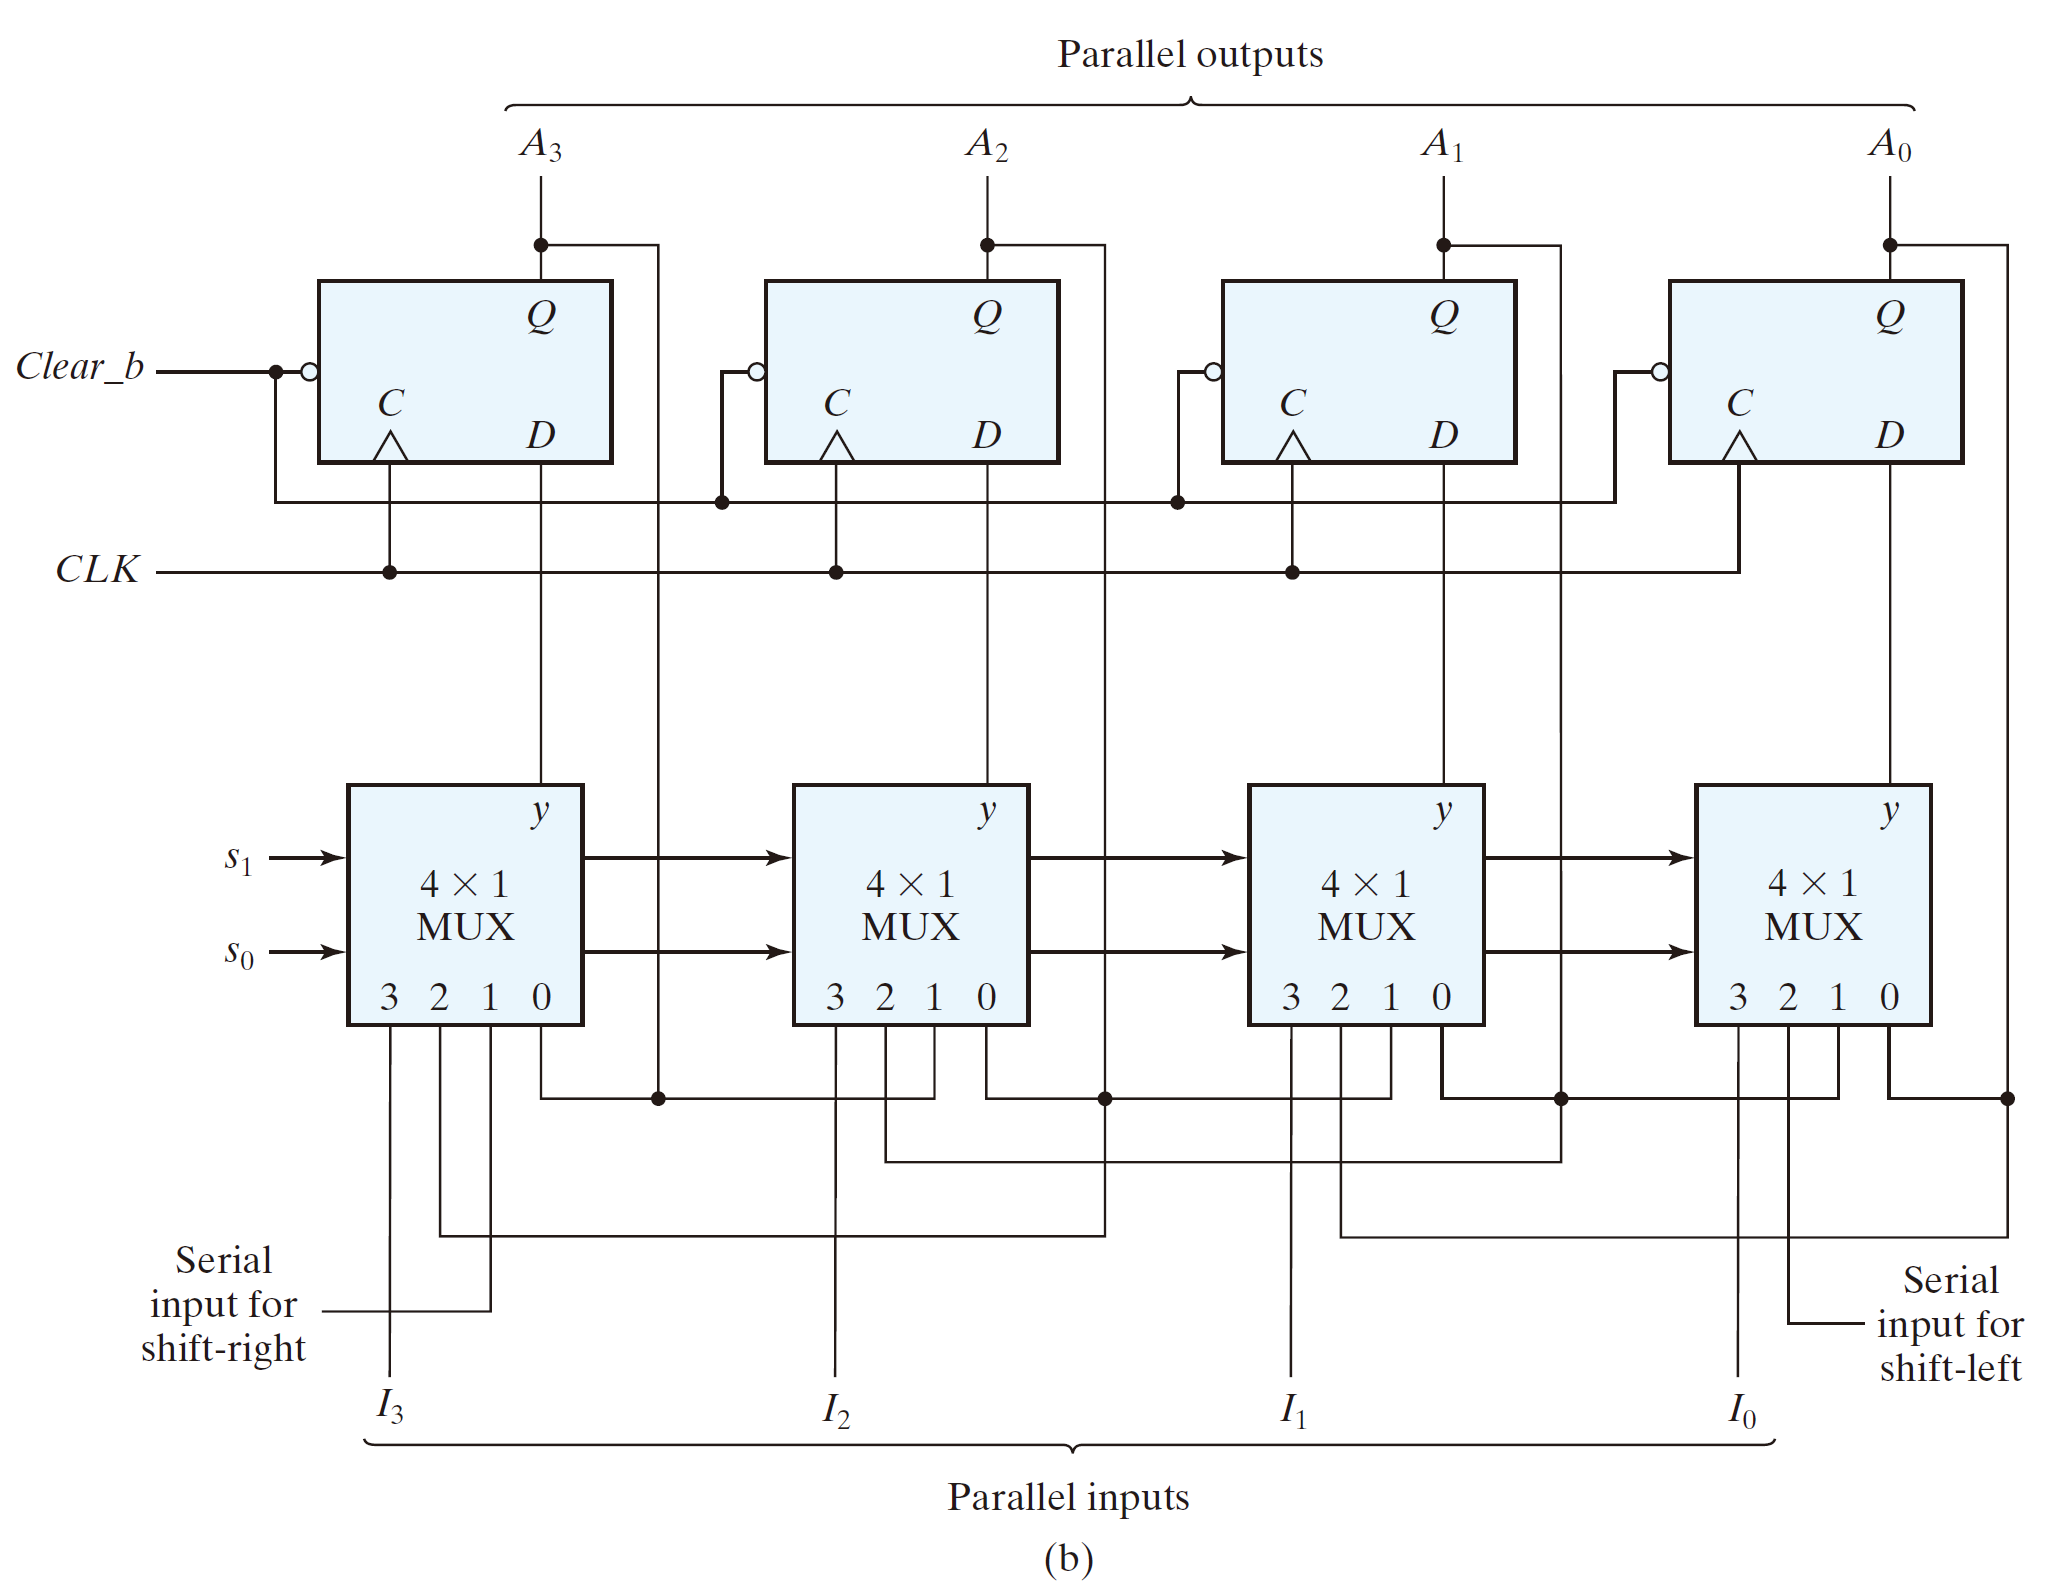 Parallel outputs
A3 A2 A1 A0
Q Q Q Q
Clear_b
C C C C
D D D D
CLK
y y y y
s1
4 × 1 4 × 1 4 × 1 4 × 1
MUX MUX MUX MUX
s0
3 2 1 0 3 2 1 0 3 2 1 0 3 2 1 0
Serial
input for
shift-right
Serial
input for
shift-left
I3 I2 I1 I0
Parallel inputs
(b)